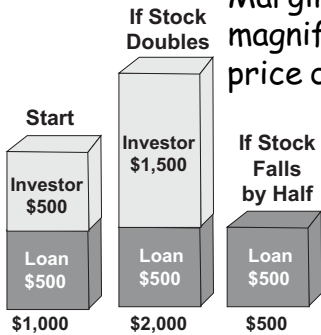 If Stock
Doubles
magnif
price o
Start
Investor
$500
Loan
$500
$1,000
Investor
$1,500
Loan
$500
$2,000
If Stock
Falls
by Half
Loan
$500
$500